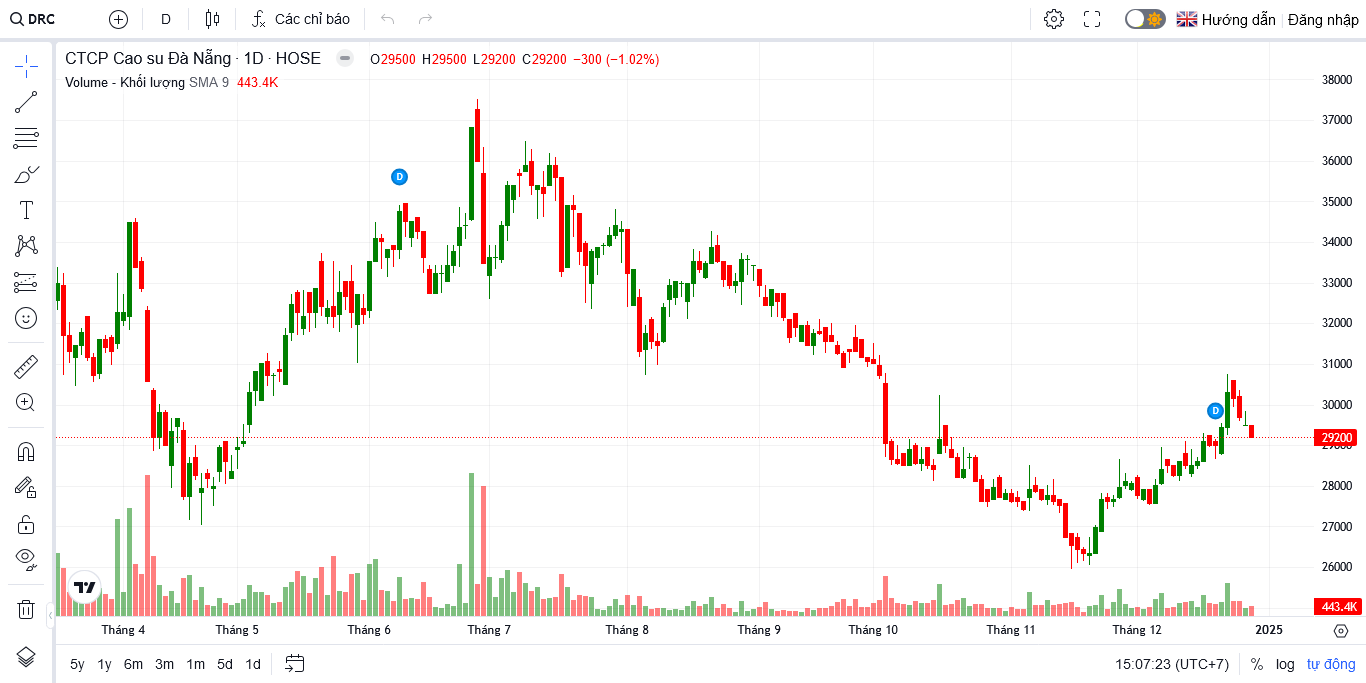 DRC D Các chỉ báo Hướng dẫn Đăng nhập
CTCP Cao su Đà Nẵng · 1D · HOSE O29500 H29500 L29200 C29200 −300 (−1.02%)
Volume - Khối lượng SMA 9 443.4K
38000
37000
36000
35000
34000
33000
32000
31000
30000
29200
29000
28000
27000
26000
443.4K
D
D
Tháng 4 Tháng 5 Tháng 6 Tháng 7 Tháng 8 Tháng 9 Tháng 10 Tháng 11 Tháng 12 2025
5y 1y 6m 3m 1m 5d 1d 15:07:23 (UTC+7) % log tự động